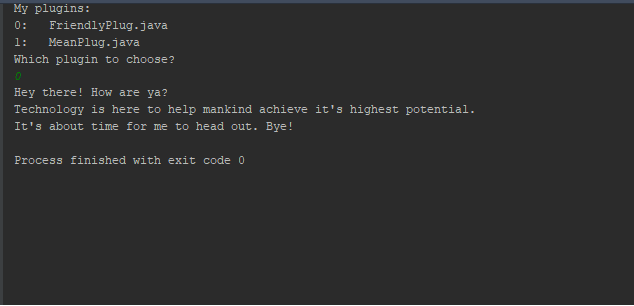 My plugins:
0:   FriendlyPlug.java
1:   MeanPlug.java
Which plugin to choose?
0
Hey there! How are ya?
Technology is here to help mankind achieve it's highest potential.
It's about time for me to head out. Bye!
Process finished with exit code 0